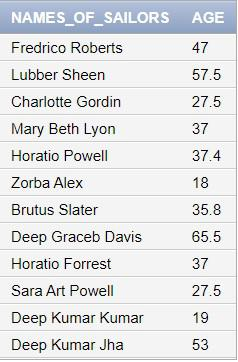 NAMES_OF_SAILORS AGE
Fredrico Roberts 47
Lubber Sheen 57.5
Charlotte Gordin 27.5
Mary Beth Lyon 37
Horatio Powell 37.4
Zorba Alex 18
Brutus Slater 35.8
Deep Graceb Davis 65.5
Horatio Forrest 37
Sara Art Powell 27.5
Deep Kumar Kumar 19
Deep Kumar Jha 53